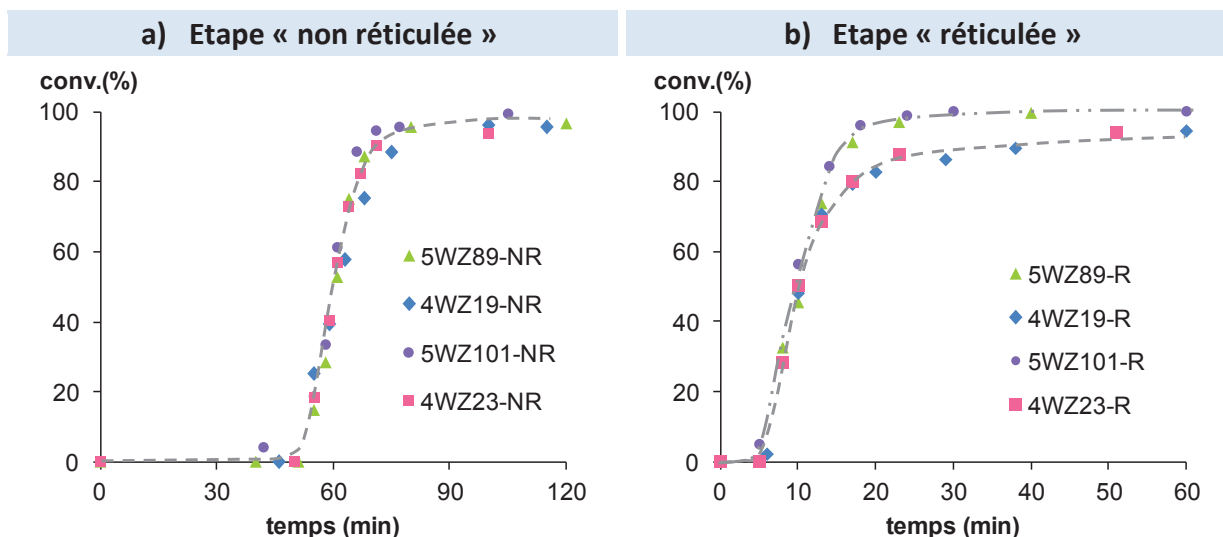 a) Etape « non réticulée »
conv.(%)
100
80
60
40
20
0
5WZ89-NR
4WZ19-NR
5WZ101-NR
4WZ23-NR
0 30 60 90 120
temps (min)
b) Etape « réticulée »
conv.(%)
100
80
60
40
20
0
5WZ89-R
4WZ19-R
5WZ101-R
4WZ23-R
0 10 20 30 40 50 60
temps (min)